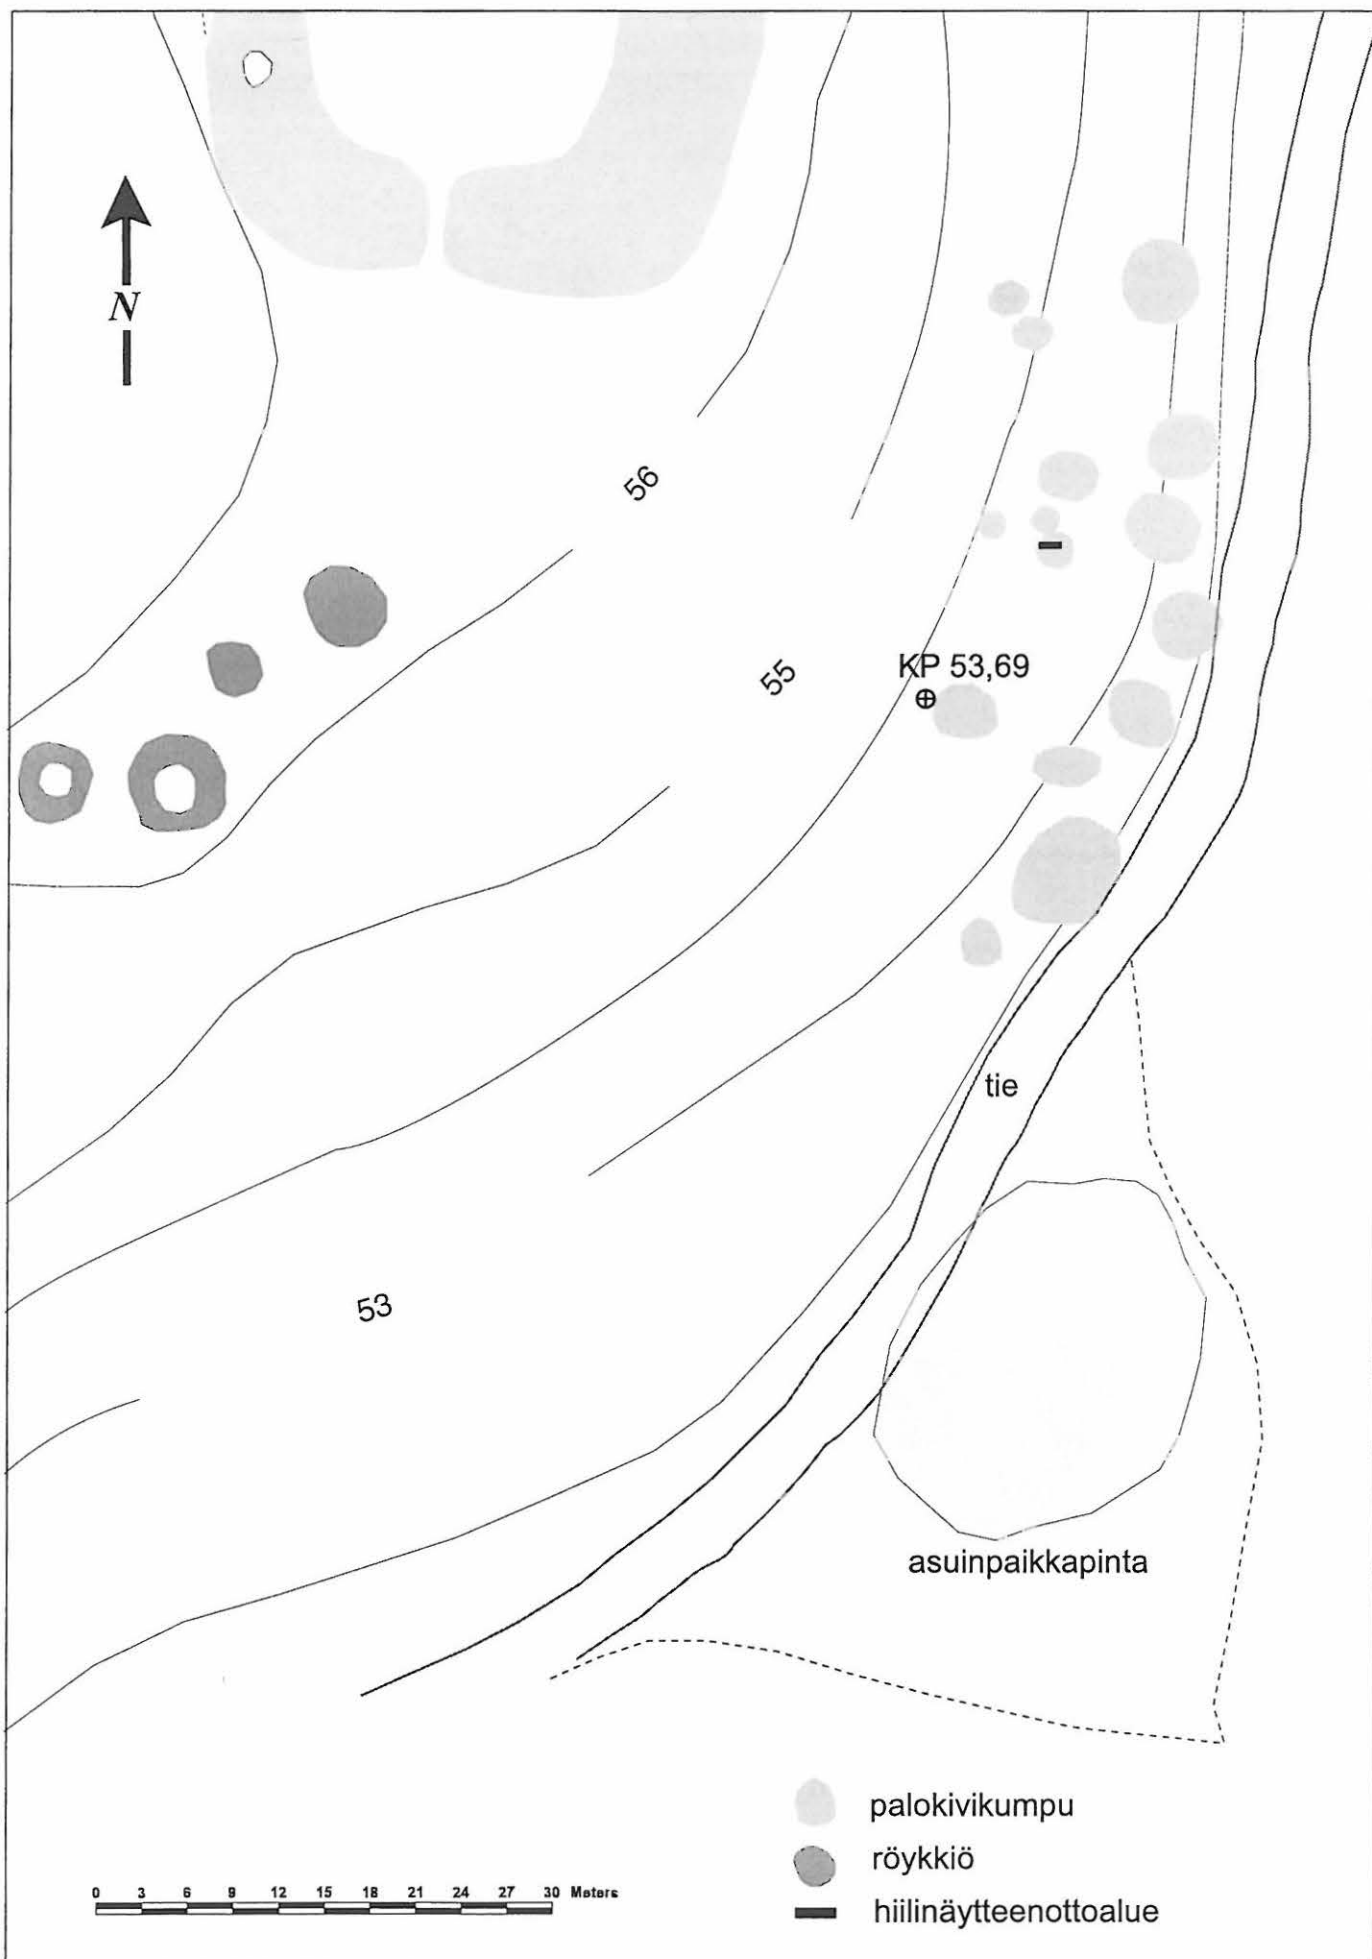 N
56
55
KP 53,69
tie
53
asuinpaikkapinta
palokivikumpu
röykkiö
hiilinäytteenottoalue
0 3 6 9 12 15 18 21 24 27 30 Meters